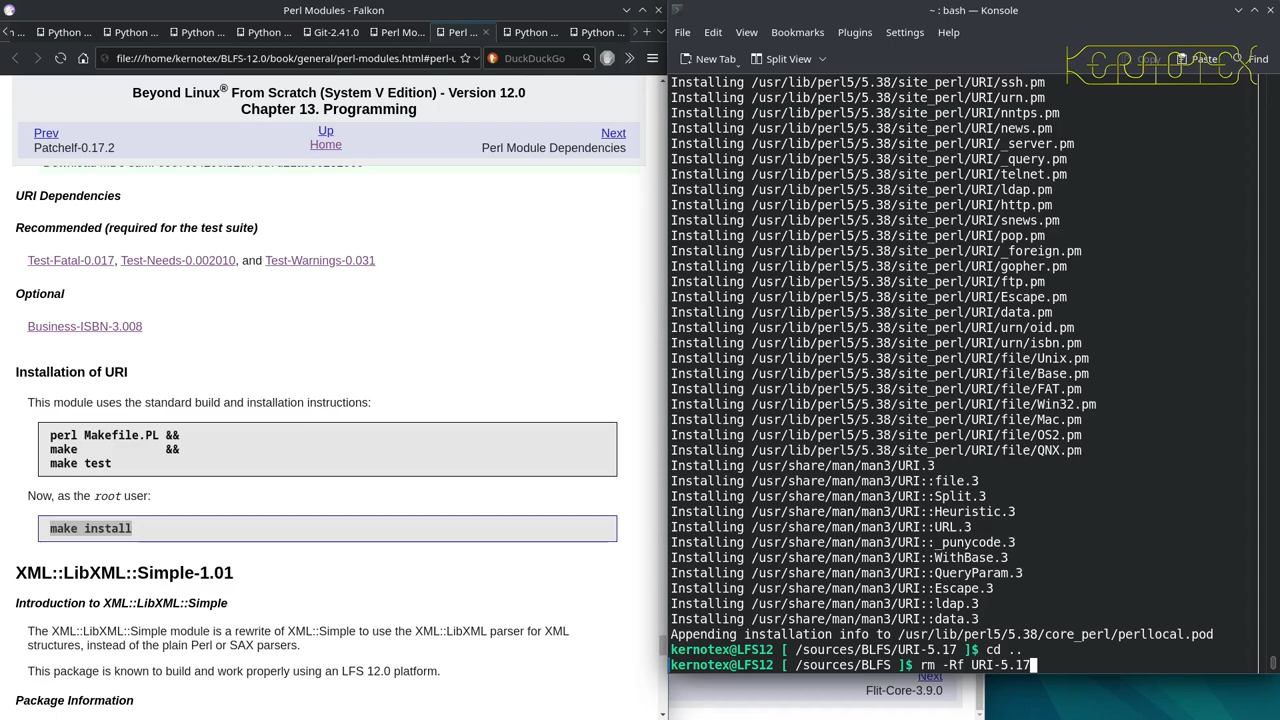 Perl Modules - Falkon
Python ...
Python ...
Python ...
Python ...
Git-2.41.0
Perl Mo...
Perl ...
Python ...
Python ...
file:///home/kernotex/BLFS-12.0/book/general/perl-modules.html#perl-u
DuckDuckGo
Beyond Linux® From Scratch (System V Edition) - Version 12.0
Chapter 13. Programming
Prev
Up
Next
Patchelf-0.17.2
Home
Perl Module Dependencies
URI Dependencies
Recommended (required for the test suite)
Test-Fatal-0.017, Test-Needs-0.002010, and Test-Warnings-0.031
Optional
Business-ISBN-3.008
Installation of URI
This module uses the standard build and installation instructions:
perl Makefile.PL &&
make             &&
make test
Now, as the root user:
make install
XML::LibXML::Simple-1.01
Introduction to XML::LibXML::Simple
The XML::LibXML::Simple module is a rewrite of XML::Simple to use the XML::LibXML parser for XML
structures, instead of the plain Perl or SAX parsers.
This package is known to build and work properly using an LFS 12.0 platform.
Package Information
~ : bash — Konsole
File Edit View Bookmarks Plugins Settings Help
New Tab Split View Copy Paste Find
KERNOTEX
Installing /usr/lib/perl5/5.38/site_perl/URI/ssh.pm
Installing /usr/lib/perl5/5.38/site_perl/URI/urn.pm
Installing /usr/lib/perl5/5.38/site_perl/URI/nntps.pm
Installing /usr/lib/perl5/5.38/site_perl/URI/news.pm
Installing /usr/lib/perl5/5.38/site_perl/URI/_server.pm
Installing /usr/lib/perl5/5.38/site_perl/URI/_query.pm
Installing /usr/lib/perl5/5.38/site_perl/URI/telnet.pm
Installing /usr/lib/perl5/5.38/site_perl/URI/ldap.pm
Installing /usr/lib/perl5/5.38/site_perl/URI/http.pm
Installing /usr/lib/perl5/5.38/site_perl/URI/snews.pm
Installing /usr/lib/perl5/5.38/site_perl/URI/pop.pm
Installing /usr/lib/perl5/5.38/site_perl/URI/_foreign.pm
Installing /usr/lib/perl5/5.38/site_perl/URI/gopher.pm
Installing /usr/lib/perl5/5.38/site_perl/URI/ftp.pm
Installing /usr/lib/perl5/5.38/site_perl/URI/Escape.pm
Installing /usr/lib/perl5/5.38/site_perl/URI/data.pm
Installing /usr/lib/perl5/5.38/site_perl/URI/urn/oid.pm
Installing /usr/lib/perl5/5.38/site_perl/URI/urn/isbn.pm
Installing /usr/lib/perl5/5.38/site_perl/URI/file/Unix.pm
Installing /usr/lib/perl5/5.38/site_perl/URI/file/Base.pm
Installing /usr/lib/perl5/5.38/site_perl/URI/file/FAT.pm
Installing /usr/lib/perl5/5.38/site_perl/URI/file/Win32.pm
Installing /usr/lib/perl5/5.38/site_perl/URI/file/Mac.pm
Installing /usr/lib/perl5/5.38/site_perl/URI/file/OS2.pm
Installing /usr/lib/perl5/5.38/site_perl/URI/file/QNX.pm
Installing /usr/share/man/man3/URI.3
Installing /usr/share/man/man3/URI::file.3
Installing /usr/share/man/man3/URI::Split.3
Installing /usr/share/man/man3/URI::Heuristic.3
Installing /usr/share/man/man3/URI::URL.3
Installing /usr/share/man/man3/URI::_punycode.3
Installing /usr/share/man/man3/URI::WithBase.3
Installing /usr/share/man/man3/URI::QueryParam.3
Installing /usr/share/man/man3/URI::Escape.3
Installing /usr/share/man/man3/URI::ldap.3
Installing /usr/share/man/man3/URI::data.3
Appending installation info to /usr/lib/perl5/5.38/core_perl/perllocal.pod
kernotex@LFS12 [ /sources/BLFS/URI-5.17 ]$ cd ..
kernotex@LFS12 [ /sources/BLFS ]$ rm -Rf URI-5.17
Next
Flit-Core-3.9.0